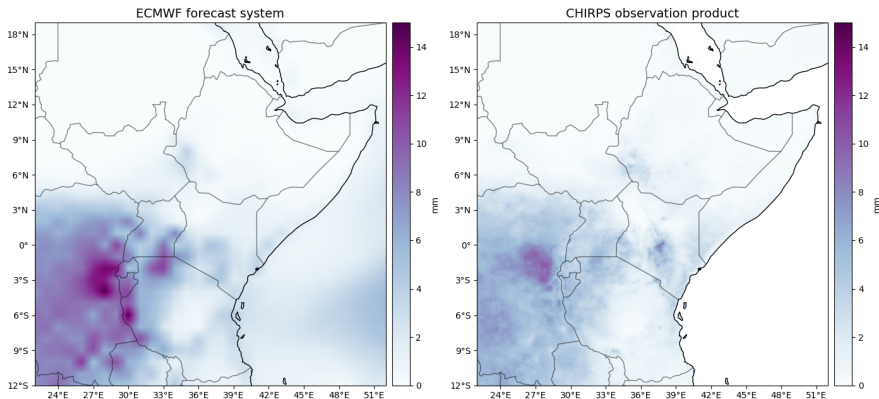 ECMWF forecast system
CHIRPS observation product
18°N
15°N
12°N
9°N
6°N
3°N
0°
3°S
6°S
9°S
12°S
24°E 27°E 30°E 33°E 36°E 39°E 42°E 45°E 48°E 51°E
14
12
10
8
6
4
2
0
mm
18°N
15°N
12°N
9°N
6°N
3°N
0°
3°S
6°S
9°S
12°S
24°E 27°E 30°E 33°E 36°E 39°E 42°E 45°E 48°E 51°E
14
12
10
8
6
4
2
0
mm